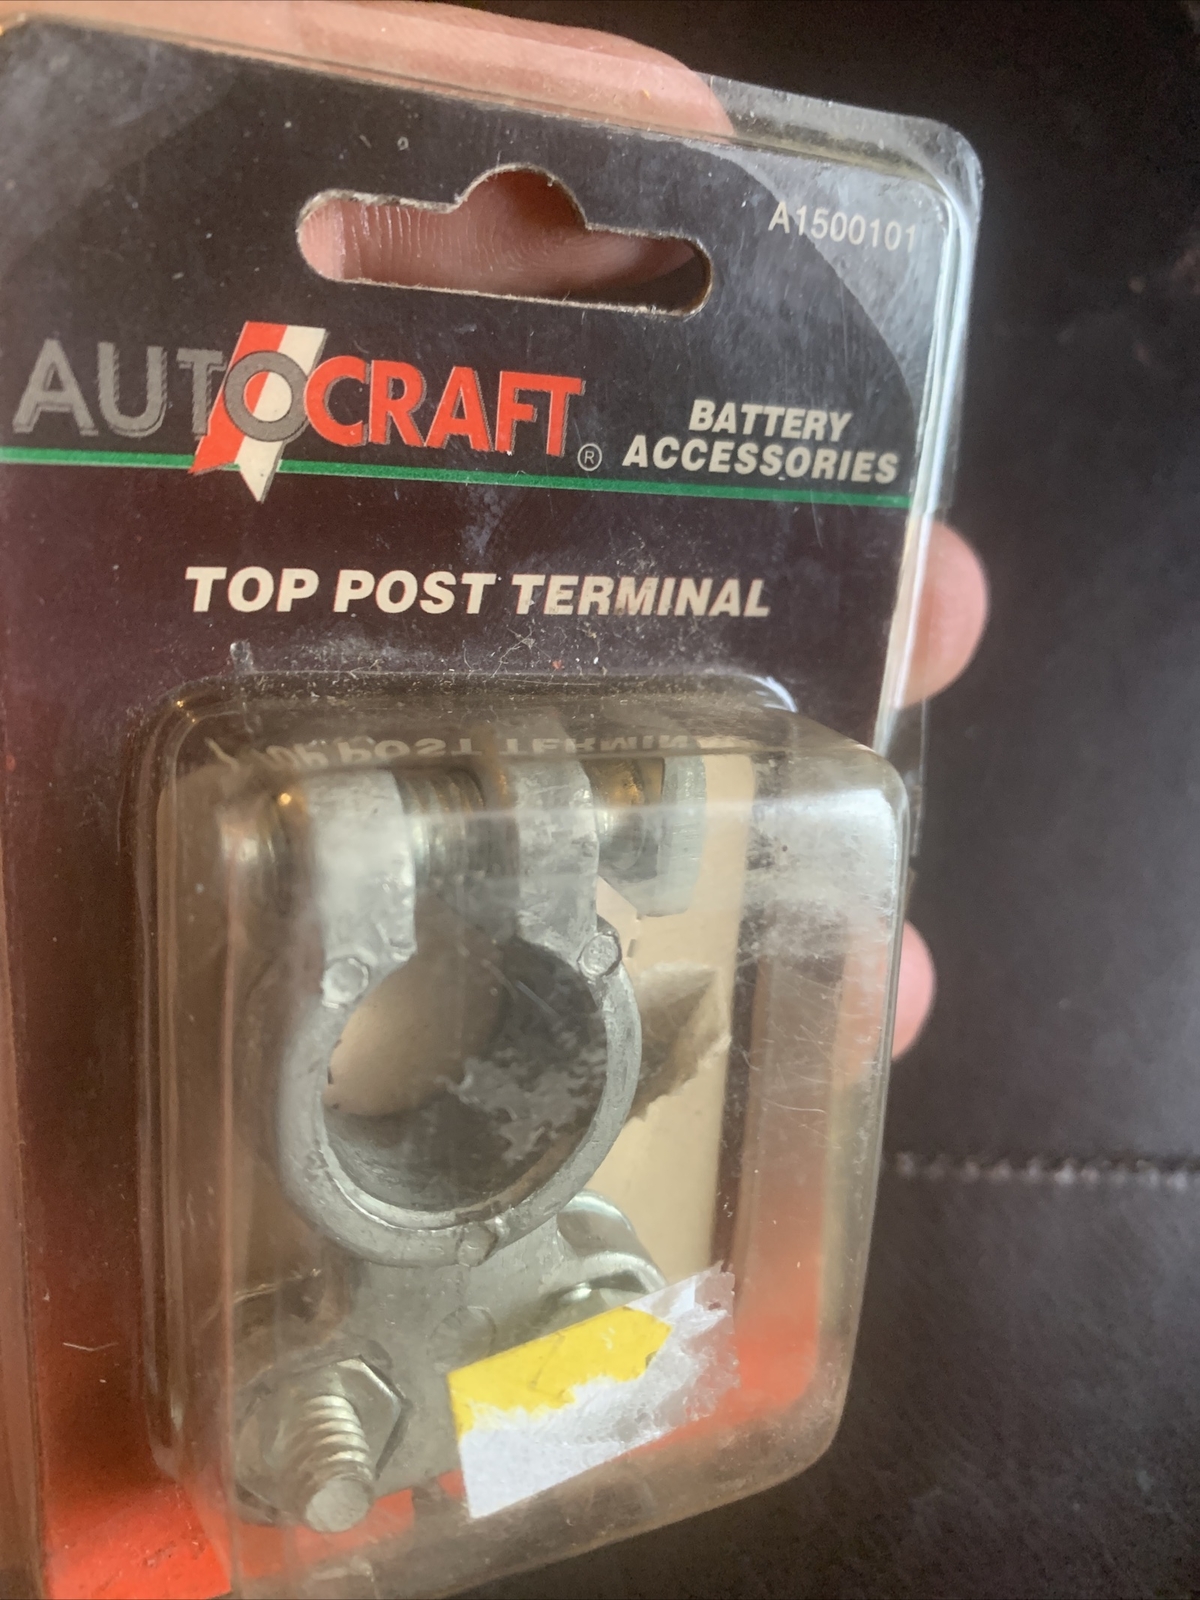 A1500101
AUTOCRAFT®
BATTERY
ACCESSORIES
TOP POST TERMINAL